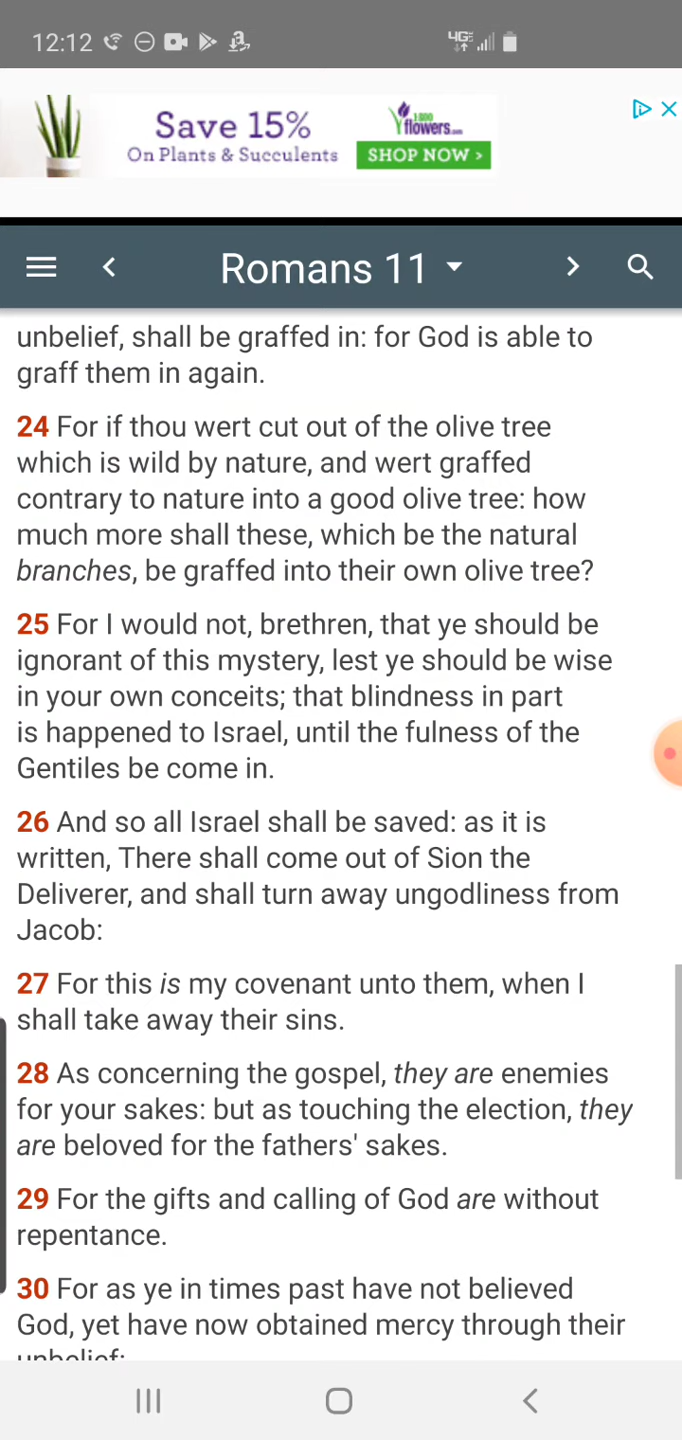 12:12
4GE
Save 15%
On Plants & Succulents
1-800
flowers.com
SHOP NOW >
Romans 11
unbelief, shall be graffed in: for God is able to
graff them in again.
24 For if thou wert cut out of the olive tree
which is wild by nature, and wert graffed
contrary to nature into a good olive tree: how
much more shall these, which be the natural
branches, be graffed into their own olive tree?
25 For I would not, brethren, that ye should be
ignorant of this mystery, lest ye should be wise
in your own conceits; that blindness in part
is happened to Israel, until the fulness of the
Gentiles be come in.
26 And so all Israel shall be saved: as it is
written, There shall come out of Sion the
Deliverer, and shall turn away ungodliness from
Jacob:
27 For this is my covenant unto them, when I
shall take away their sins.
28 As concerning the gospel, they are enemies
for your sakes: but as touching the election, they
are beloved for the fathers' sakes.
29 For the gifts and calling of God are without
repentance.
30 For as ye in times past have not believed
God, yet have now obtained mercy through their
unbelief: